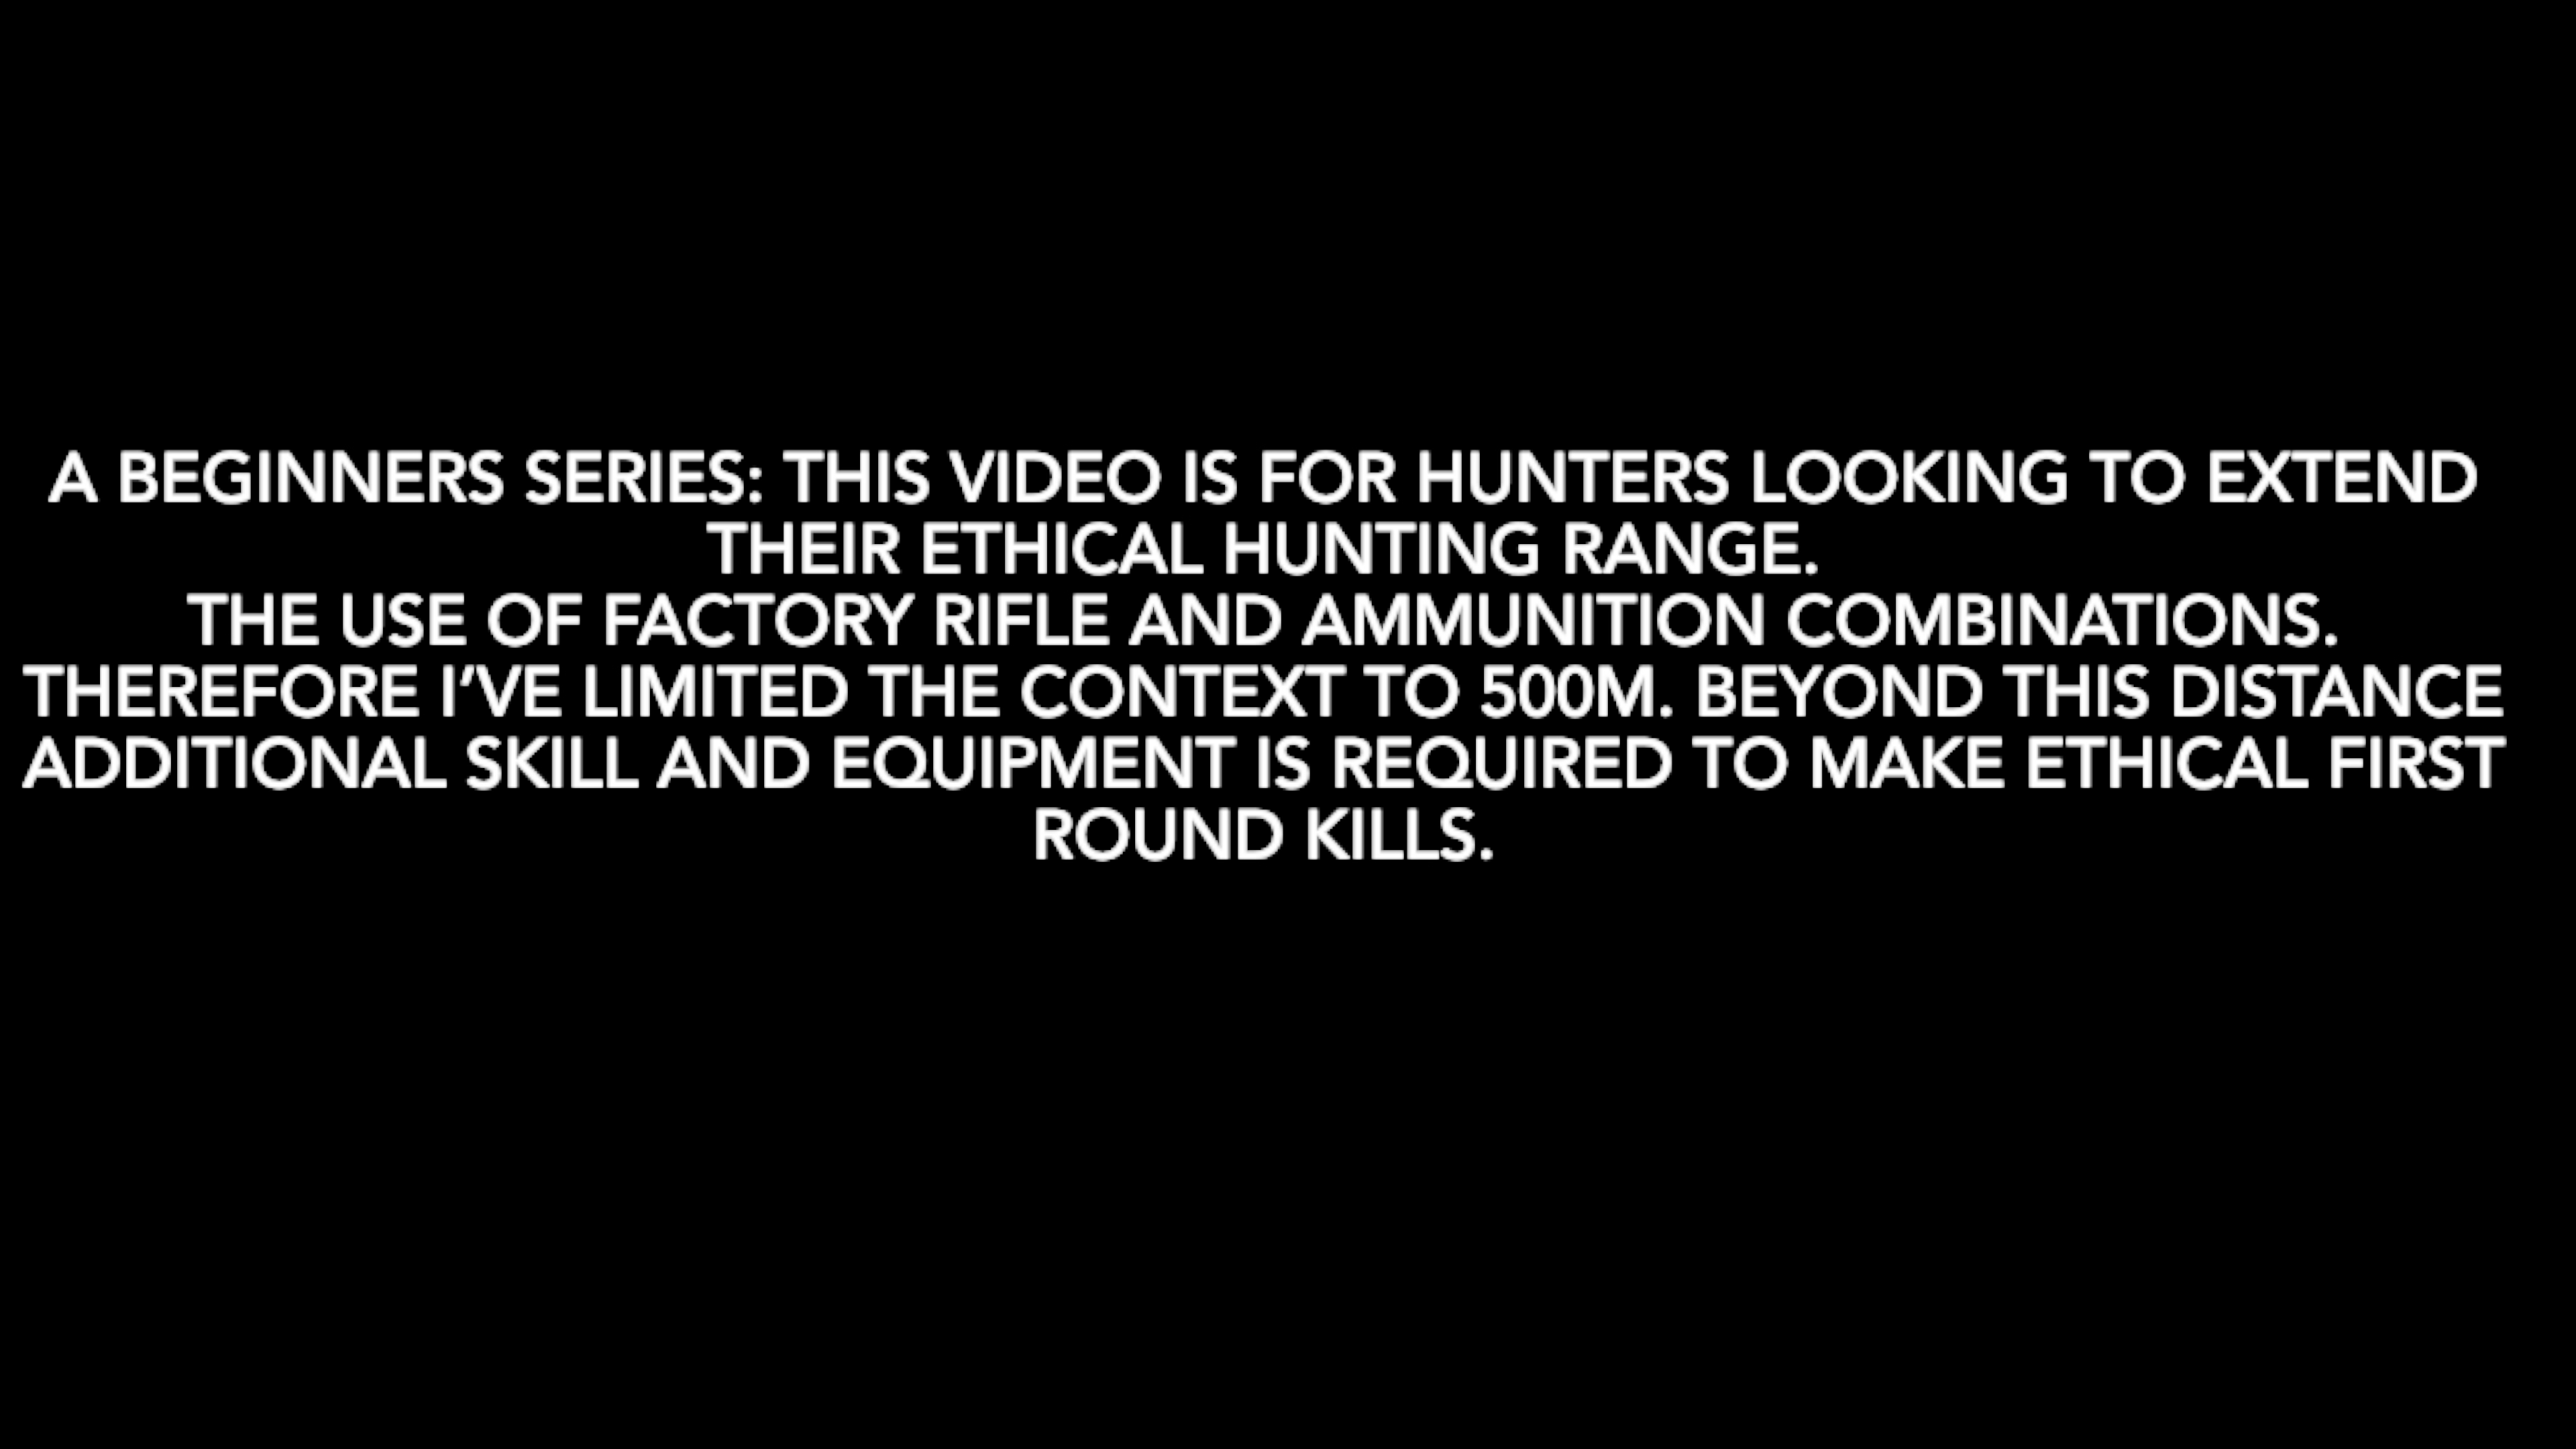 A BEGINNERS SERIES: THIS VIDEO IS FOR HUNTERS LOOKING TO EXTEND
THEIR ETHICAL HUNTING RANGE.
THE USE OF FACTORY RIFLE AND AMMUNITION COMBINATIONS.
THEREFORE I’VE LIMITED THE CONTEXT TO 500M. BEYOND THIS DISTANCE
ADDITIONAL SKILL AND EQUIPMENT IS REQUIRED TO MAKE ETHICAL FIRST
ROUND KILLS.